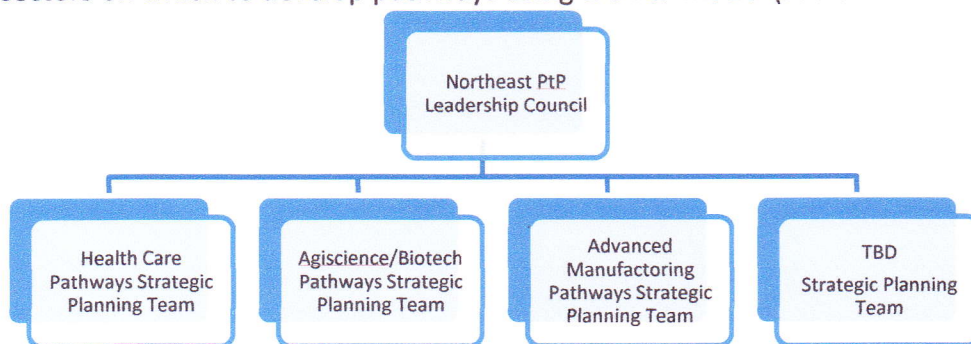 Northeast PtP
Leadership Council
Health Care
Pathways Strategic
Planning Team
Agiscience/Biotech
Pathways Strategic
Planning Team
Advanced
Manufactoring
Pathways Strategic
Planning Team
TBD
Strategic Planning
Team